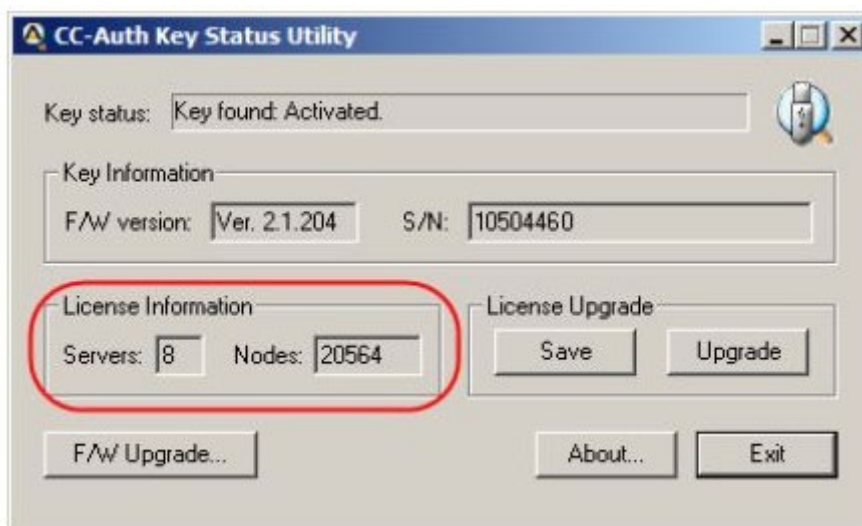 CC-Auth Key Status Utility
Key status: Key found: Activated.
Key Information
F/W version: Ver. 2.1.204 S/N: 10504460
License Information License Upgrade
Servers: 8 Nodes: 20564 Save Upgrade
F/W Upgrade... About... Exit